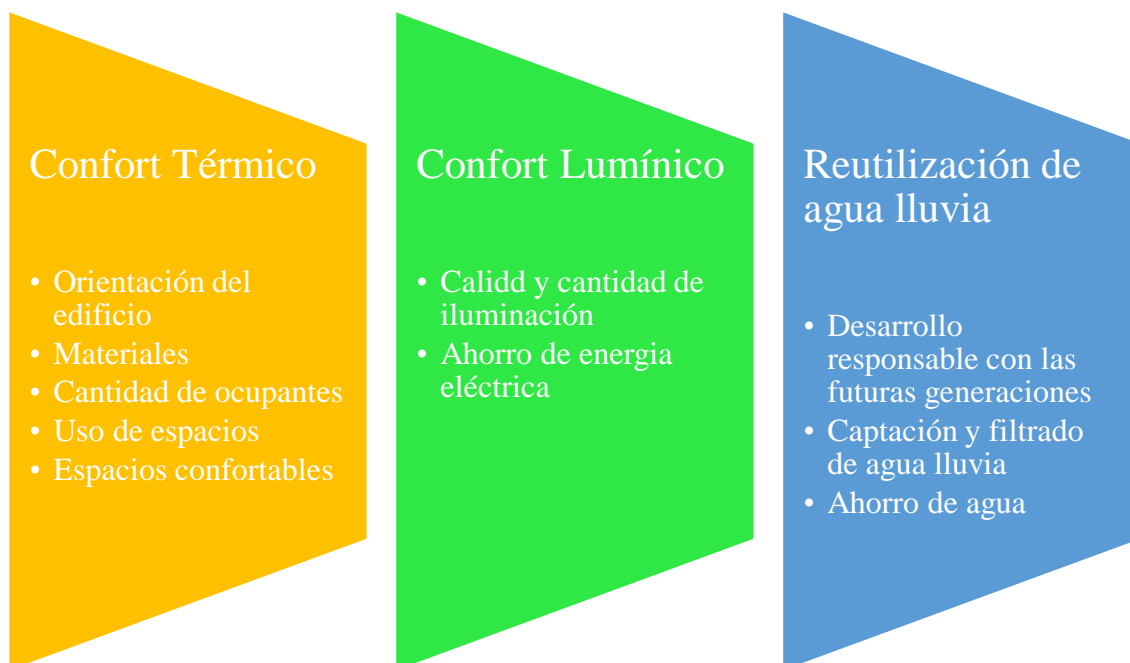 Confort Térmico
• Orientación del
edificio
• Materiales
• Cantidad de ocupantes
• Uso de espacios
• Espacios confortables
Confort Lumínico
• Calidd y cantidad de
iluminación
• Ahorro de energia
eléctrica
Reutilización de
agua lluvia
• Desarrollo
responsable con las
futuras generaciones
• Captación y filtrado
de agua lluvia
• Ahorro de agua